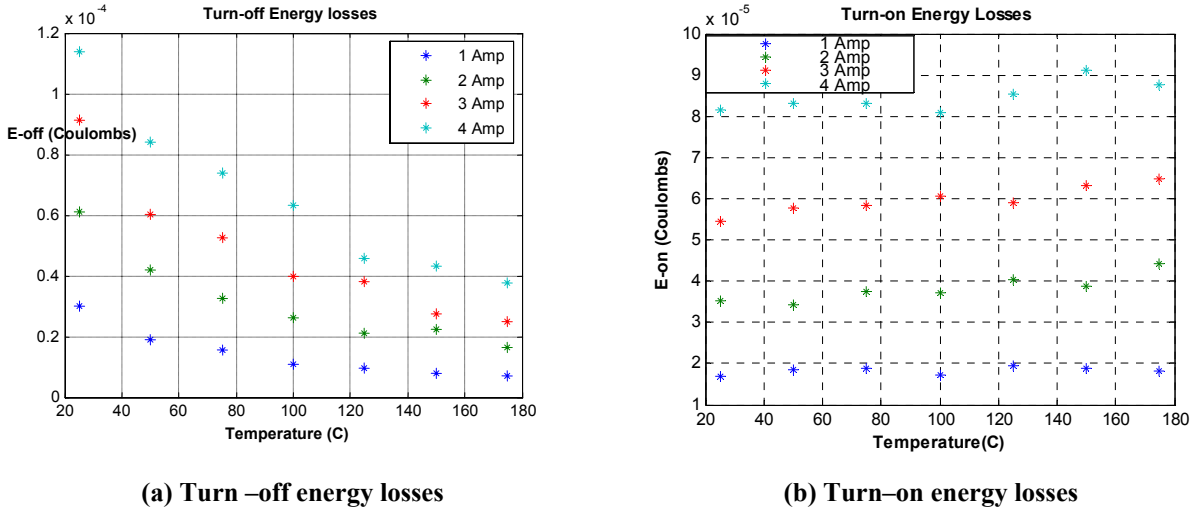 Turn-off Energy losses
x 10⁻⁴
1.2
1
0.8
0.6
0.4
0.2
0
E-off (Coulombs)
1 Amp
2 Amp
3 Amp
4 Amp
20 40 60 80 100 120 140 160 180
Temperature (C)
(a) Turn –off energy losses
Turn-on Energy Losses
x 10⁻⁵
10
9
8
7
6
5
4
3
2
1
E-on (Coulombs)
1 Amp
2 Amp
3 Amp
4 Amp
20 40 60 80 100 120 140 160 180
Temperature(C)
(b) Turn–on energy losses